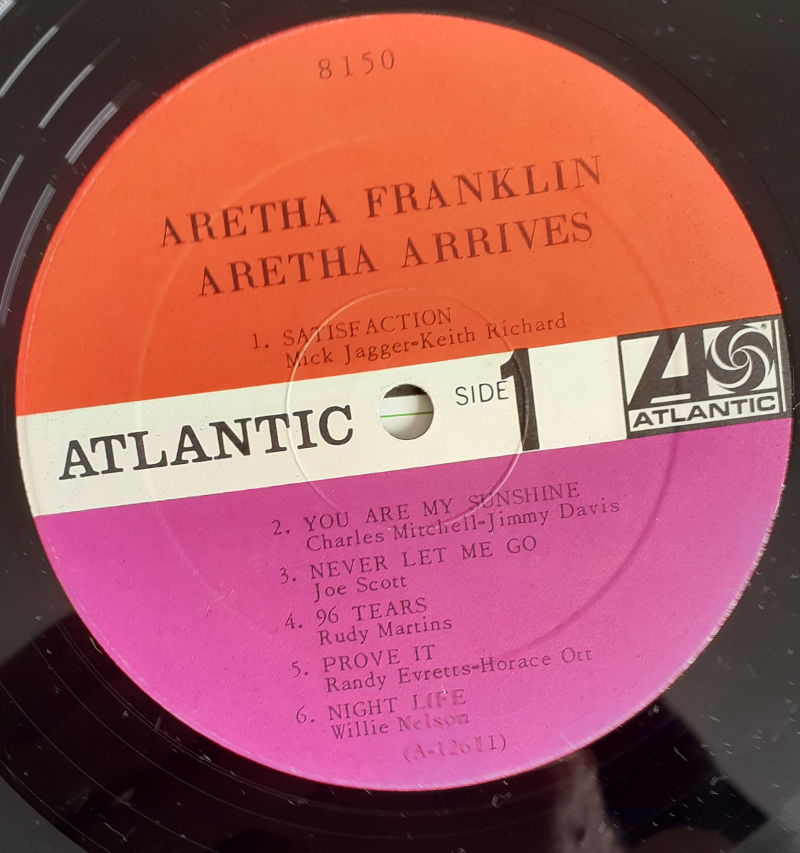 8150
ARETHA FRANKLIN
ARETHA ARRIVES
1. SATISFACTION
Mick Jagger-Keith Richard
ATLANTIC
SIDE 1
A
®
ATLANTIC
2. YOU ARE MY SUNSHINE
Charles Mitchell-Jimmy Davis
3. NEVER LET ME GO
Joe Scott
4. 96 TEARS
Rudy Martins
5. PROVE IT
Randy Evretts-Horace Ott
6. NIGHT LIFE
Willie Nelson
(A-12611)